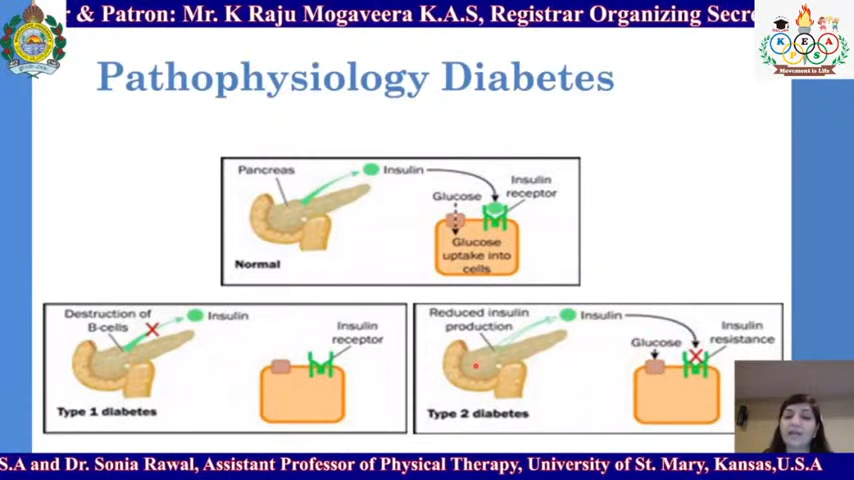 r & Patron: Mr. K Raju Mogaveera K.A.S, Registrar Organizing Secre
K E A
P S
Movement is Life
Pathophysiology Diabetes
Pancreas
Insulin
Insulin
receptor
Glucose
Glucose
uptake into
cells
Normal
Destruction of
B-cells
Insulin
Insulin
receptor
Type 1 diabetes
Reduced insulin
production
Insulin
Insulin
resistance
Glucose
Type 2 diabetes
S.A and Dr. Sonia Rawal, Assistant Professor of Physical Therapy, University of St. Mary, Kansas,U.S.A